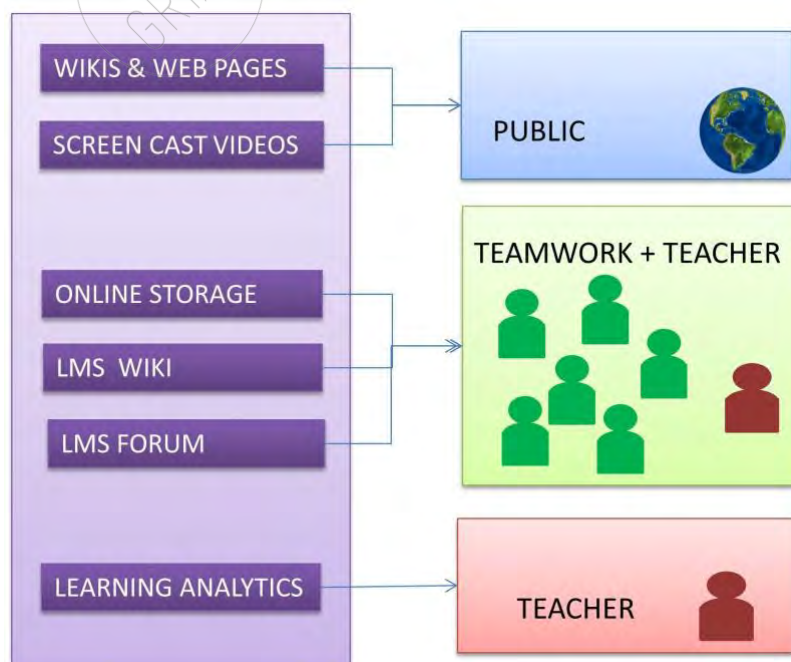 WIKIS & WEB PAGES
SCREEN CAST VIDEOS
PUBLIC
ONLINE STORAGE
LMS WIKI
LMS FORUM
TEAMWORK + TEACHER
LEARNING ANALYTICS
TEACHER